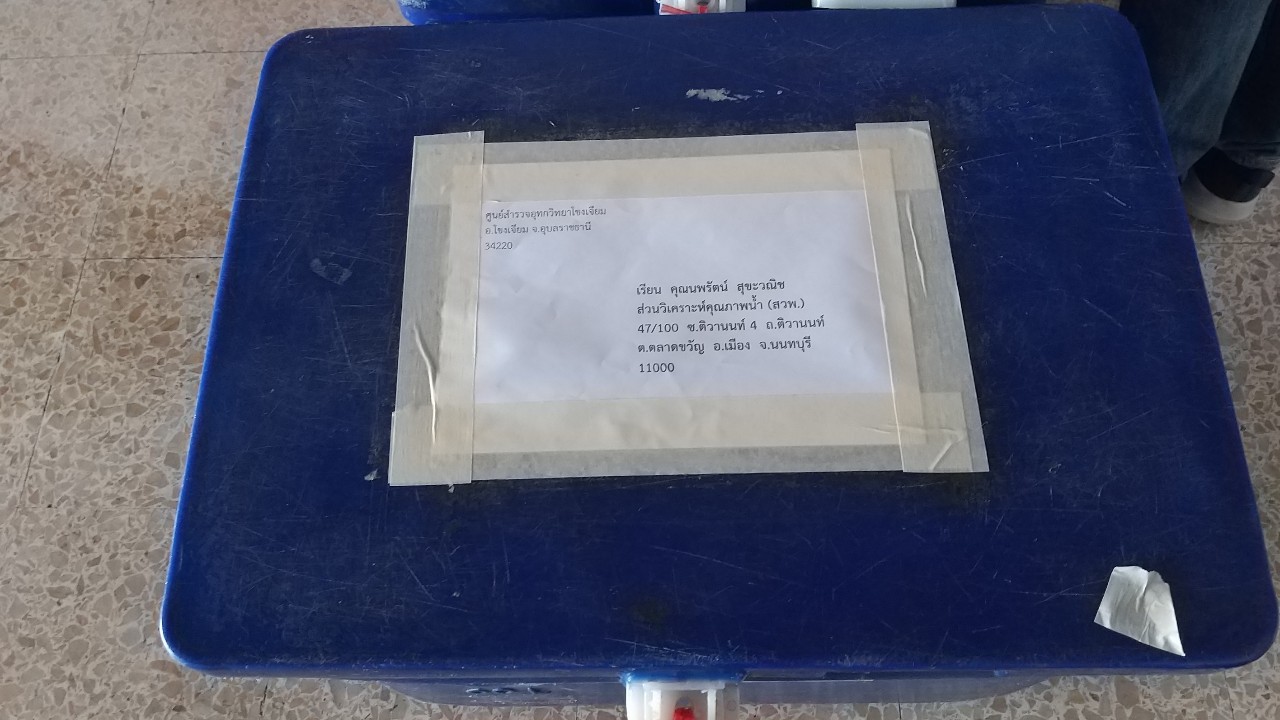 ศูนย์สำรวจอุทกวิทยาโขงเจียม
อ.โขงเจียม จ.อุบลราชธานี
34220
เรียน คุณนพรัตน์ สุขะวณิช
ส่วนวิเคราะห์คุณภาพน้ำ (สวพ.)
47/100 ซ.ติวานนท์ 4 ถ.ติวานนท์
ต.ตลาดขวัญ อ.เมือง จ.นนทบุรี
11000